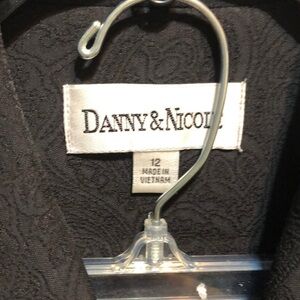 DANNY & NICOLE
12
MADE IN
VIETNAM